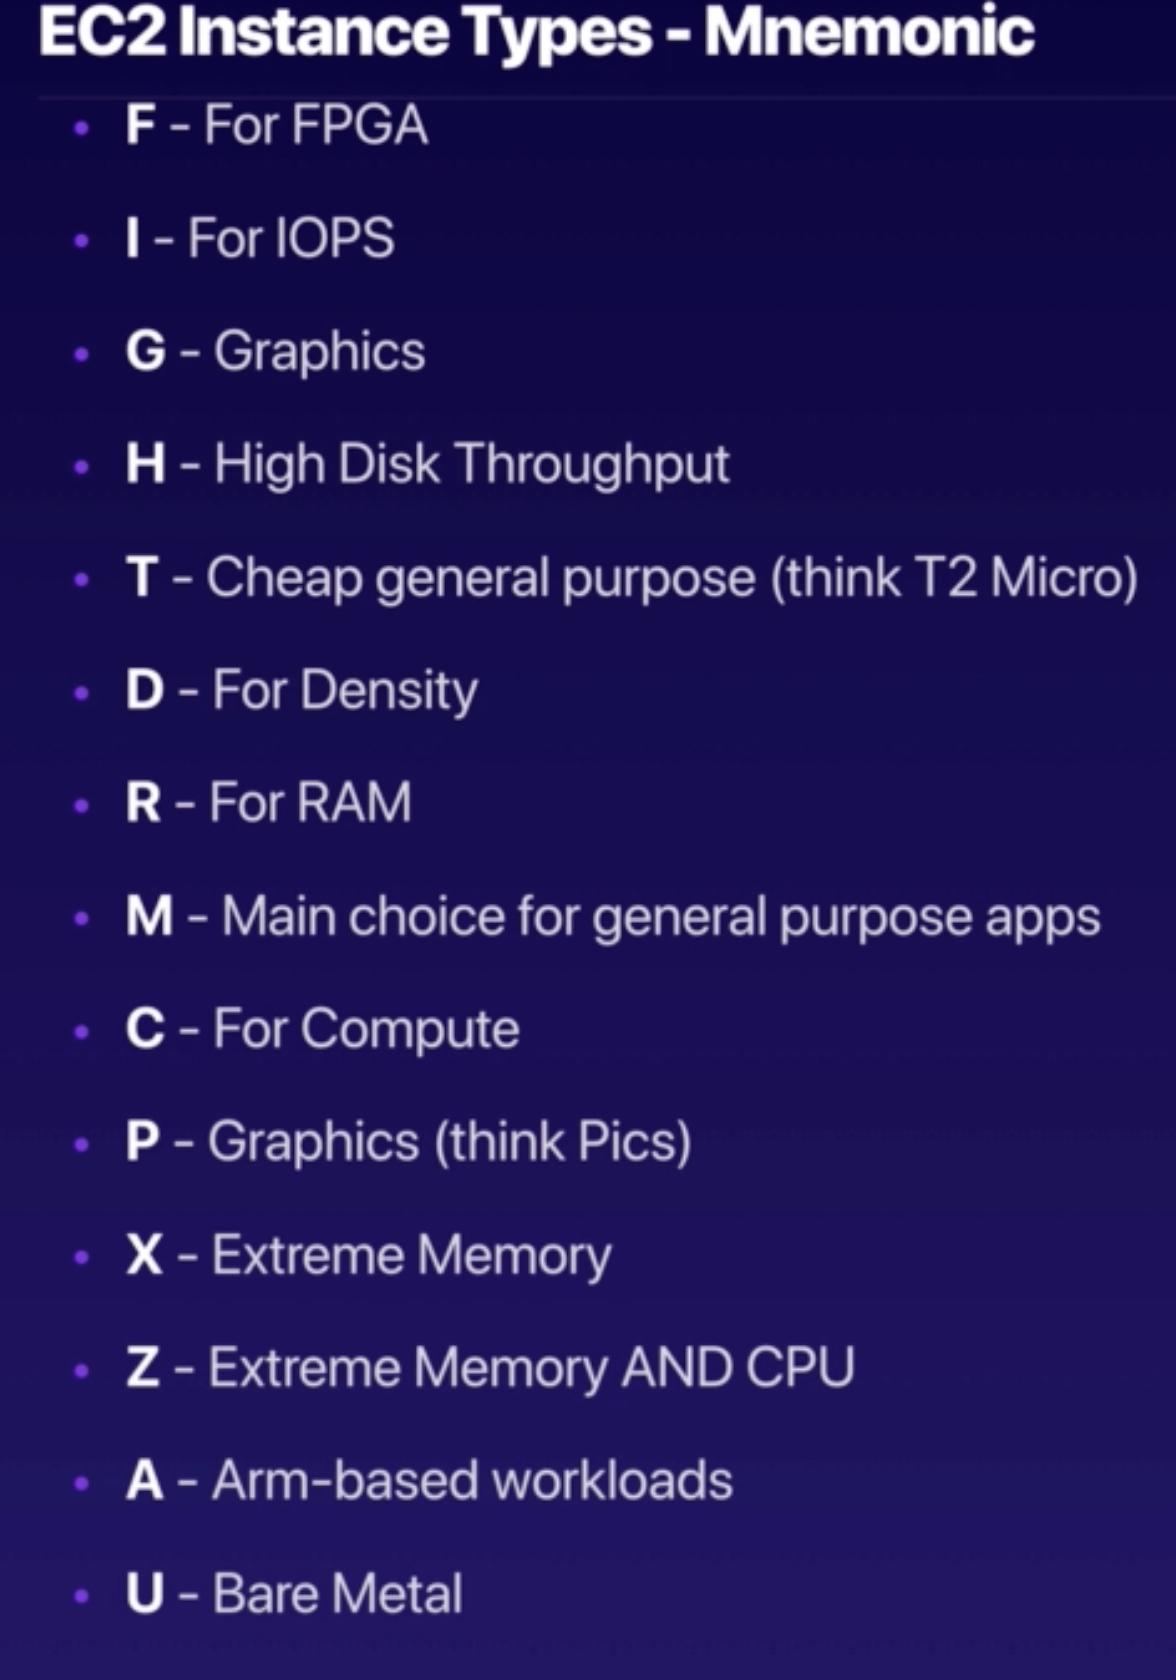 EC2 Instance Types - Mnemonic
• F - For FPGA
• I - For IOPS
• G - Graphics
• H - High Disk Throughput
• T - Cheap general purpose (think T2 Micro)
• D - For Density
• R - For RAM
• M - Main choice for general purpose apps
• C - For Compute
• P - Graphics (think Pics)
• X - Extreme Memory
• Z - Extreme Memory AND CPU
• A - Arm-based workloads
• U - Bare Metal